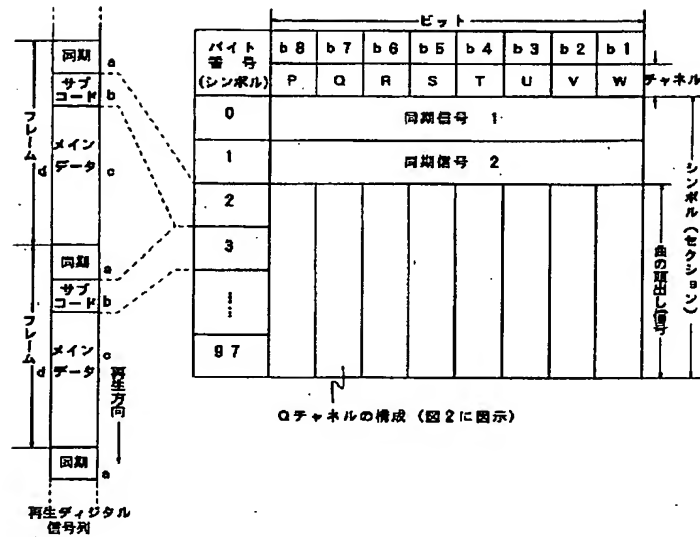 同期
a
サブ
コード
b
メイン
データ
c
フレーム
d
同期
a
サブ
コード
b
メイン
データ
c
フレーム
d
再生方向
同期
a
再生ディジタル
信号列
ビット
バイト
番号
(シンボル)
b8 b7 b6 b5 b4 b3 b2 b1
P Q R S T U V W チャネル
0 同期信号 1
1 同期信号 2
2
3
⋮
97
曲の頭出し信号
シンボル(セクション)
Qチャネルの構成(図2に図示)